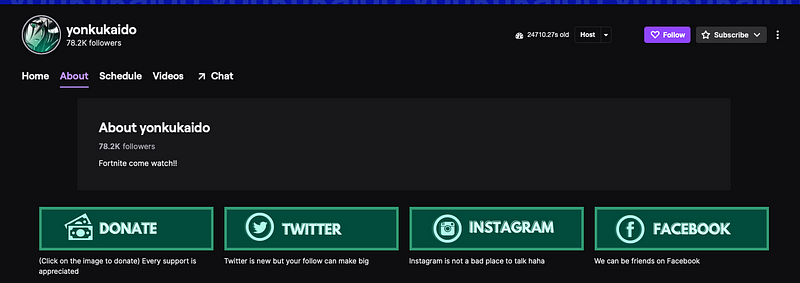 yonkukaido
78.2K followers
24710.27s old
Host
Follow
Subscribe
Home
About
Schedule
Videos
Chat
About yonkukaido
78.2K followers
Fortnite come watch!!
DONATE
TWITTER
INSTAGRAM
FACEBOOK
(Click on the image to donate) Every support is
appreciated
Twitter is new but your follow can make big
Instagram is not a bad place to talk haha
We can be friends on Facebook